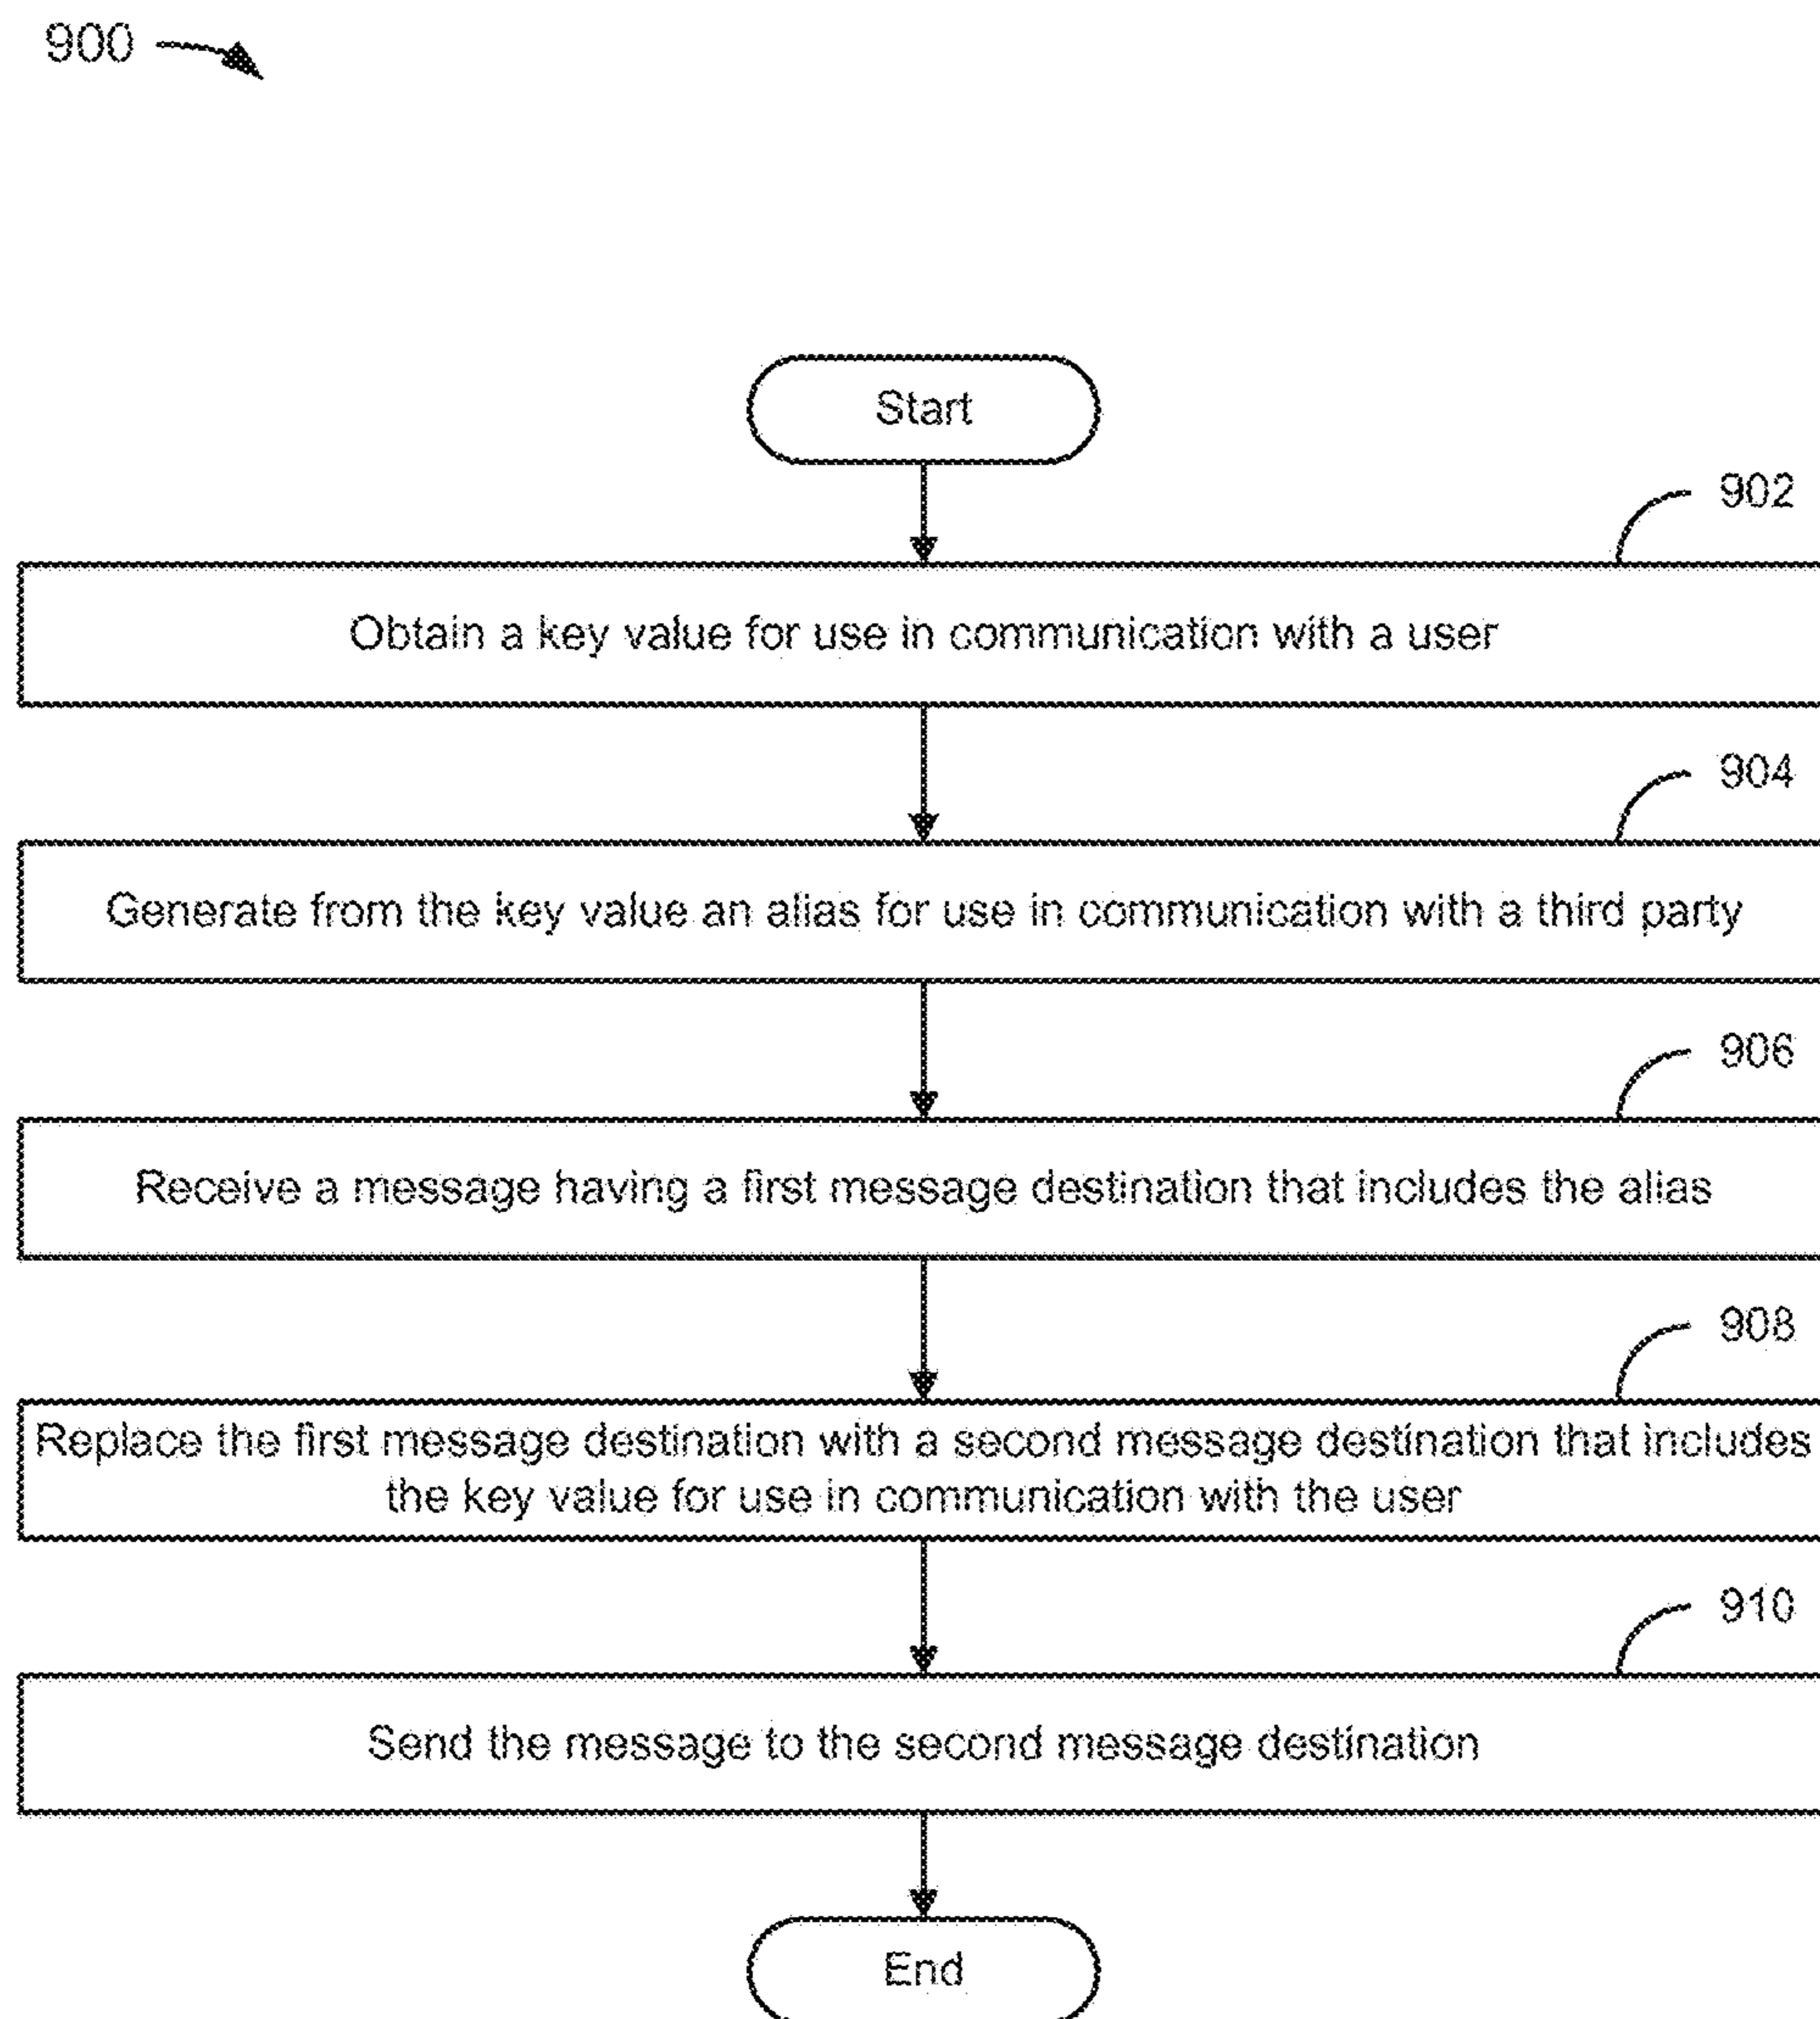 900
Start
902
Obtain a key value for use in communication with a user
904
Generate from the key value an alias for use in communication with a third party
906
Receive a message having a first message destination that includes the alias
908
Replace the first message destination with a second message destination that includes
the key value for use in communication with the user
910
Send the message to the second message destination
End